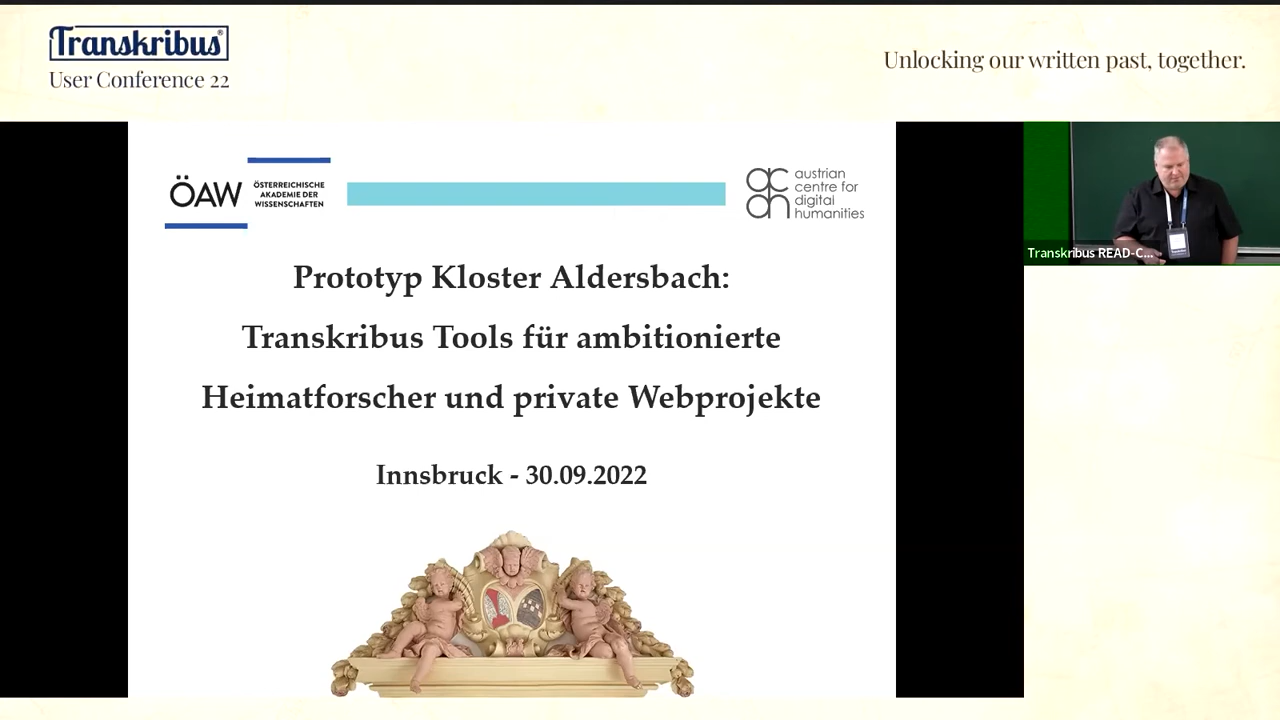 Transkribus®
User Conference 22
Unlocking our written past, together.
ÖAW
ÖSTERREICHISCHE
AKADEMIE DER
WISSENSCHAFTEN
acdh
austrian
centre for
digital
humanities
Prototyp Kloster Aldersbach:
Transkribus Tools für ambitionierte
Heimatforscher und private Webprojekte
Innsbruck - 30.09.2022
Transkribus READ-C...